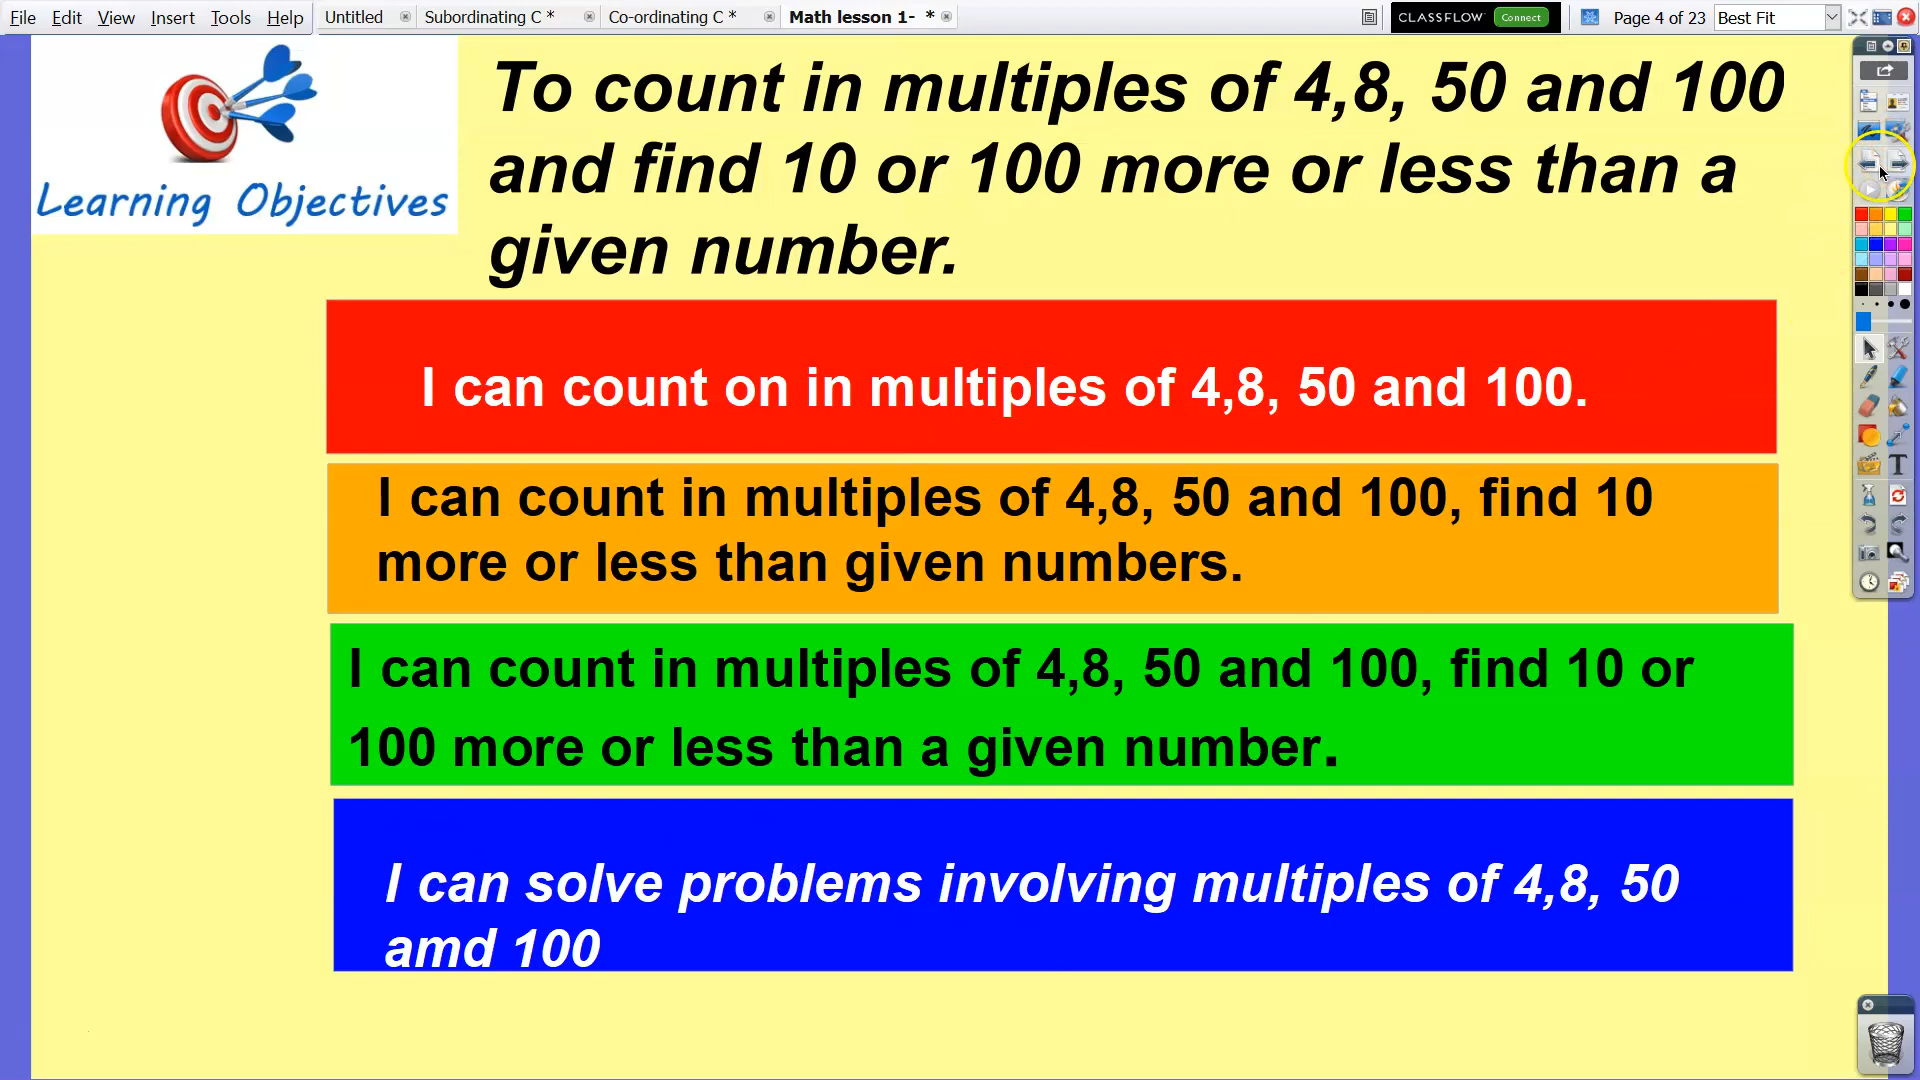 File Edit View Insert Tools Help Untitled Subordinating C * Co-ordinating C * Math lesson 1- * CLASSFLOW Connect Page 4 of 23 Best Fit
Learning Objectives
To count in multiples of 4,8, 50 and 100
and find 10 or 100 more or less than a
given number.
I can count on in multiples of 4,8, 50 and 100.
I can count in multiples of 4,8, 50 and 100, find 10
more or less than given numbers.
I can count in multiples of 4,8, 50 and 100, find 10 or
100 more or less than a given number.
I can solve problems involving multiples of 4,8, 50
amd 100